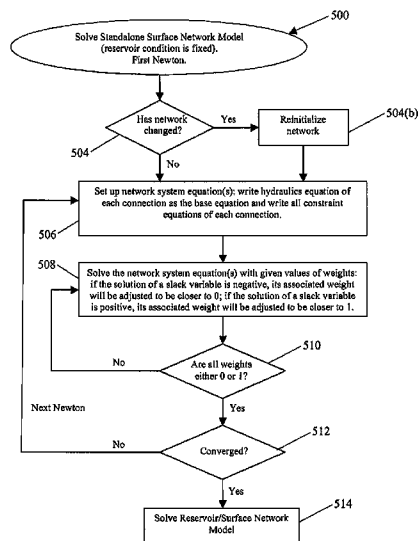 500
Solve Standalone Surface Network Model
(reservoir condition is fixed).
First Newton.
Has network
changed?
504
Yes
Reinitialize
network
504(b)
No
Set up network system equation(s): write hydraulics equation of
each connection as the base equation and write all constraint
equations of each connection.
506
508
Solve the network system equation(s) with given values of weights:
if the solution of a slack variable is negative, its associated weight
will be adjusted to be closer to 0; if the solution of a slack variable
is positive, its associated weight will be adjusted to be closer to 1.
510
Are all weights
either 0 or 1?
No
Yes
Next Newton
No
512
Converged?
Yes
514
Solve Reservoir/Surface Network
Model